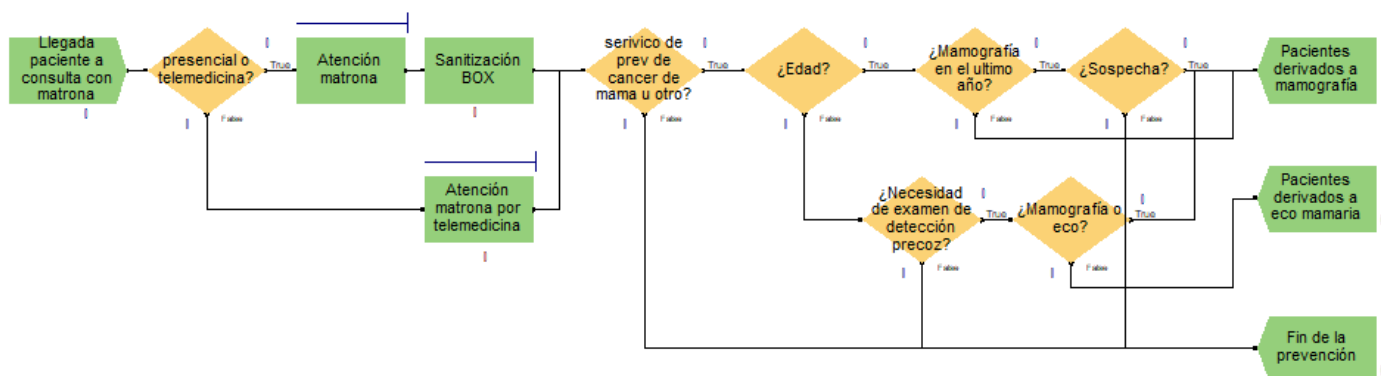 Llegada
paciente a
consulta con
matrona
presencial o
telemedicina?
True
False
Atención
matrona
Sanitización
BOX
Atención
matrona por
telemedicina
serivico de
prev de
cancer de
mama u otro?
True
False
¿Edad?
True
False
¿Mamografía
en el ultimo
año?
True
False
¿Sospecha?
True
False
Pacientes
derivados a
mamografía
¿Necesidad
de examen de
detección
precoz?
True
False
¿Mamografía o
eco?
True
False
Pacientes
derivados a
eco mamaria
Fin de la
prevención